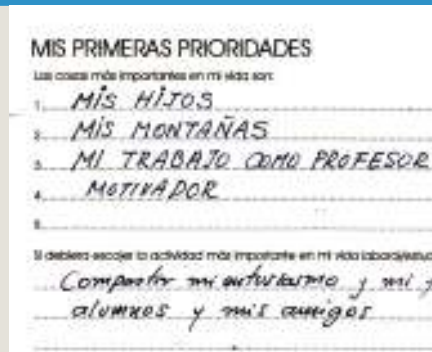 MIS PRIMERAS PRIORIDADES
Las cosas más importantes en mi vida son:
1. MIS HIJOS
2. MIS MONTAÑAS
3. MI TRABAJO COMO PROFESOR
4. MOTIVADOR
5.
Si debiera escojer la actividad más importante en mi vida laboral/estud
Compartir mi entusiasmo y mi
alumnos y mis amigos